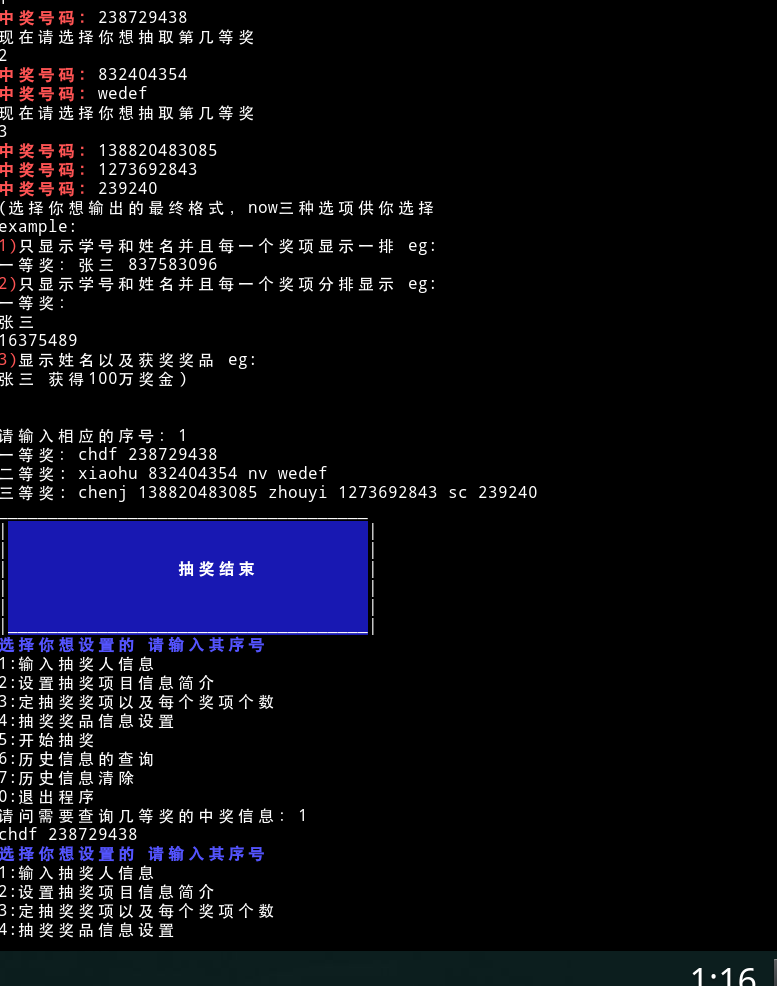 中奖号码: 238729438
现在请选择你想抽取第几等奖
2
中奖号码: 832404354
中奖号码: wedef
现在请选择你想抽取第几等奖
3
中奖号码: 138820483085
中奖号码: 1273692843
中奖号码: 239240
(选择你想输出的最终格式, now三种选项供你选择
example:
1)只显示学号和姓名并且每一个奖项显示一排 eg:
一等奖: 张三 837583096
2)只显示学号和姓名并且每一个奖项分排显示 eg:
一等奖:
张三
16375489
3)显示姓名以及获奖奖品 eg:
张三 获得100万奖金)
请输入相应的序号: 1
一等奖: chdf 238729438
二等奖: xiaohu 832404354 nv wedef
三等奖: chenj 138820483085 zhouyi 1273692843 sc 239240
抽奖结束
选择你想设置的 请输入其序号
1:输入抽奖人信息
2:设置抽奖项目信息简介
3:定抽奖奖项以及每个奖项个数
4:抽奖奖品信息设置
5:开始抽奖
6:历史信息的查询
7:历史信息清除
0:退出程序
请问需要查询几等奖的中奖信息: 1
chdf 238729438
选择你想设置的 请输入其序号
1:输入抽奖人信息
2:设置抽奖项目信息简介
3:定抽奖奖项以及每个奖项个数
4:抽奖奖品信息设置
1:16